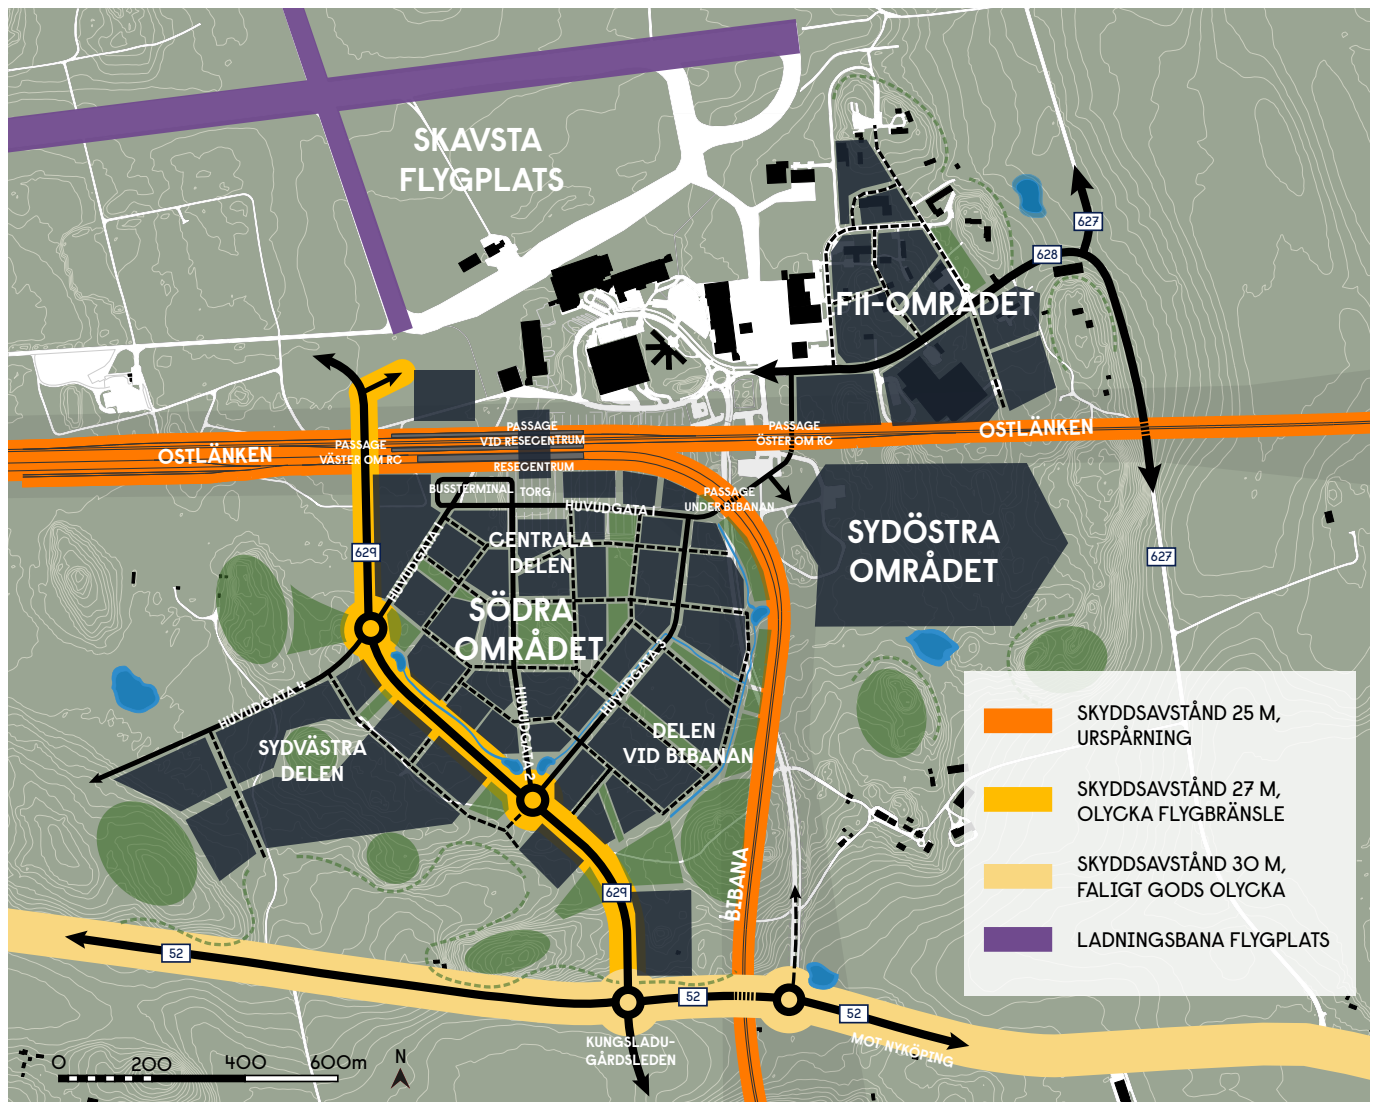 SKAVSTA
FLYGPLATS
627
628
FII-OMRÅDET
OSTLÄNKEN
PASSAGE
VÄSTER OM RC
PASSAGE
VID RESECENTRUM
RESECENTRUM
PASSAGE
ÖSTER OM RC
OSTLÄNKEN
BUSSTERMINAL
TORG
HUVUDGATA 1
PASSAGE
UNDER BIBANAN
629
HUVUDGATA 1
CENTRALA
DELEN
SYDÖSTRA
OMRÅDET
627
SÖDRA
OMRÅDET
HUVUDGATA 4
HUVUDGATA 2
HUVUDGATA 3
SYDVÄSTRA
DELEN
DELEN
VID BIBANAN
BIBANA
629
52
52
52
KUNGSLADU-
GÅRDSLEDEN
MOT NYKÖPING
SKYDDSAVSTÅND 25 M,
URSPÅRNING
SKYDDSAVSTÅND 27 M,
OLYCKA FLYGBRÄNSLE
SKYDDSAVSTÅND 30 M,
FALIGT GODS OLYCKA
LADNINGSBANA FLYGPLATS
0 200 400 600m
N